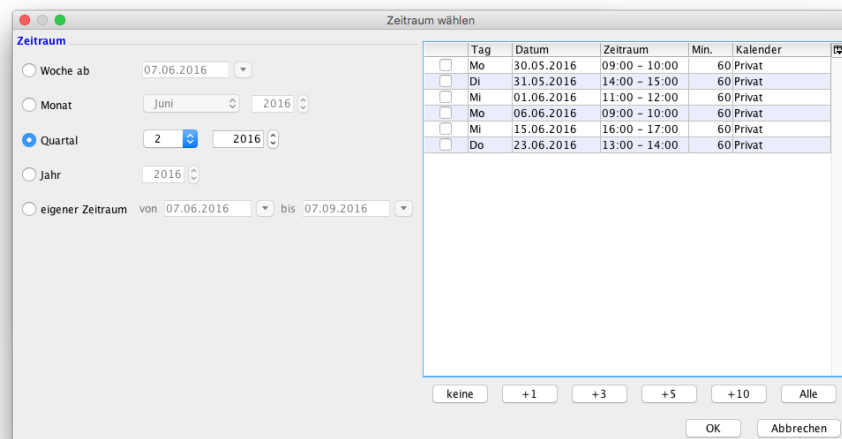 Zeitraum wählen
Zeitraum
Woche ab 07.06.2016
Monat Juni 2016
Quartal 2 2016
Jahr 2016
eigener Zeitraum von 07.06.2016 bis 07.09.2016
Tag Datum Zeitraum Min. Kalender
Mo 30.05.2016 09:00 - 10:00 60 Privat
Di 31.05.2016 14:00 - 15:00 60 Privat
Mi 01.06.2016 11:00 - 12:00 60 Privat
Mo 06.06.2016 09:00 - 10:00 60 Privat
Mi 15.06.2016 16:00 - 17:00 60 Privat
Do 23.06.2016 13:00 - 14:00 60 Privat
keine +1 +3 +5 +10 Alle
OK Abbrechen